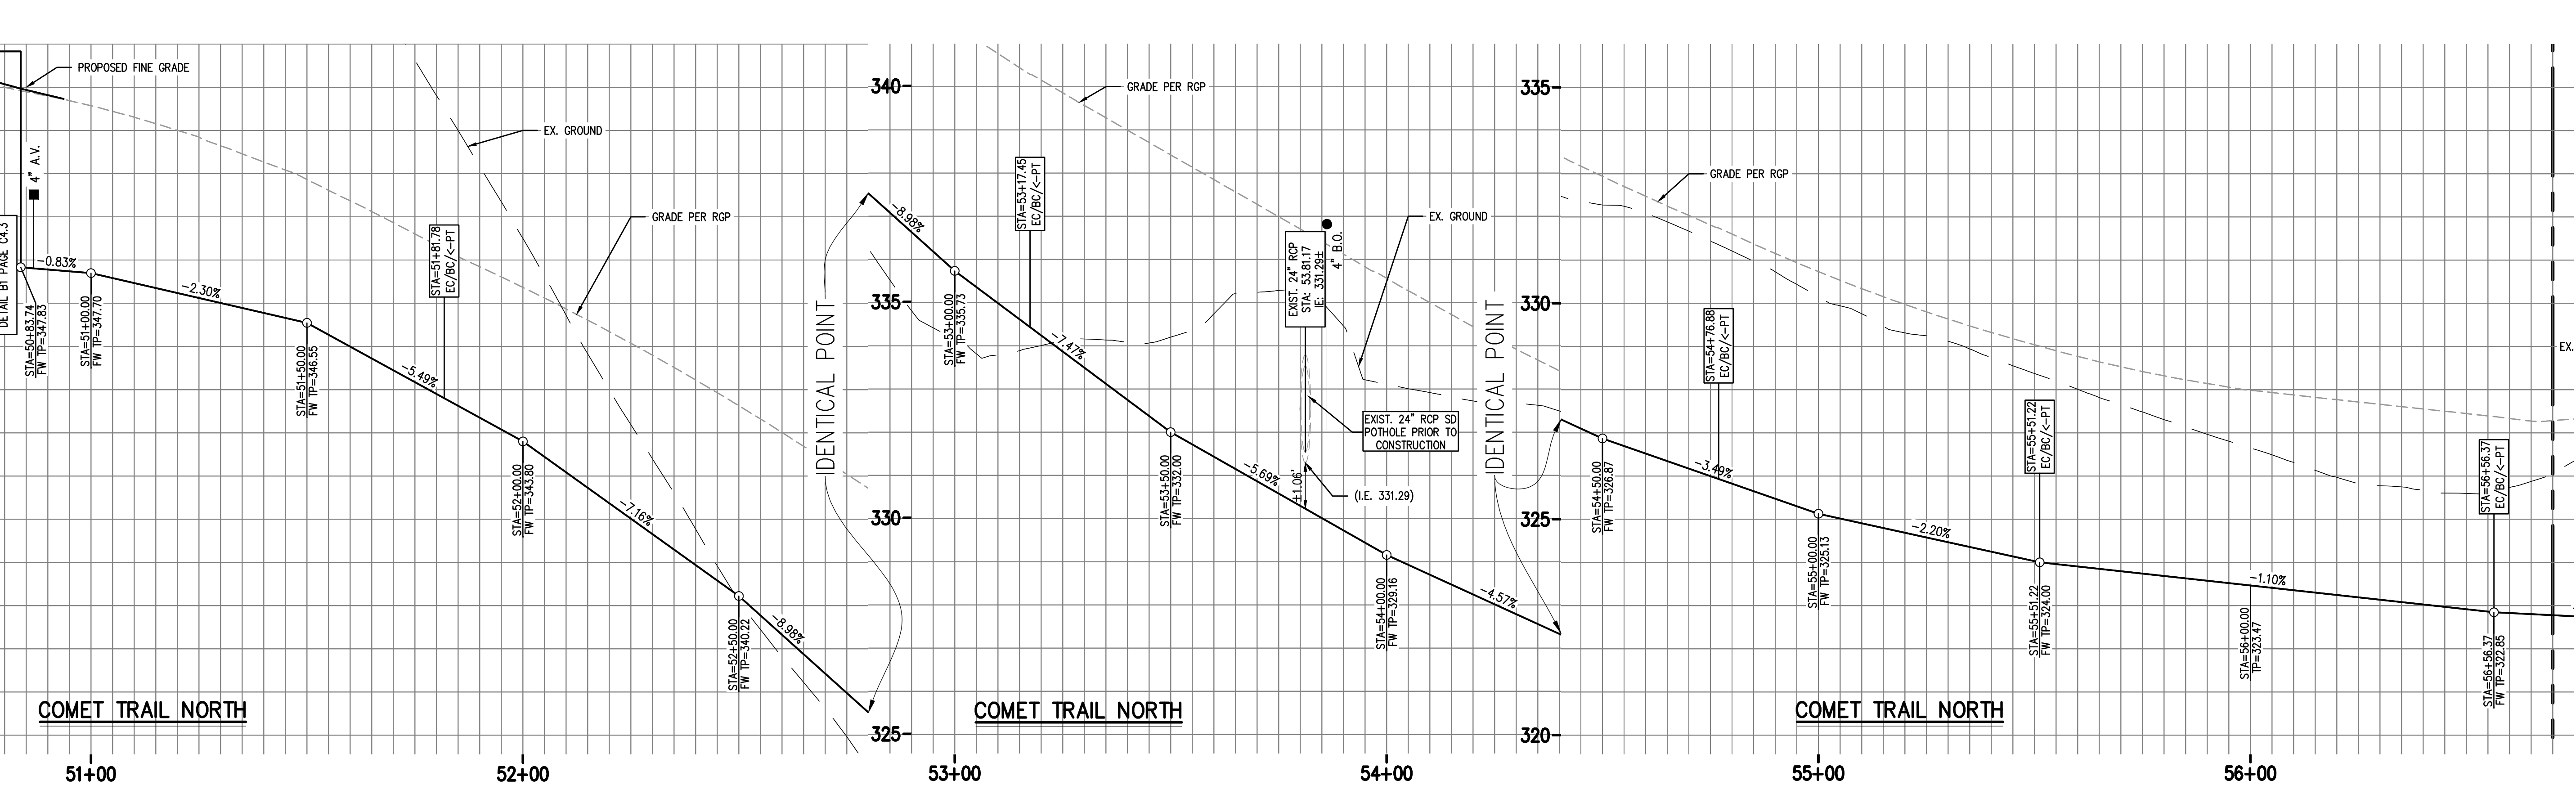 PROPOSED FINE GRADE
4" A.V.
DETAIL B1 PAGE C4.3
-0.83%
STA=50+83.74
FW TP=347.83
STA=51+00.00
FW TP=347.70
-2.30%
STA=51+50.00
FW TP=346.55
-5.49%
STA=51+81.78
EC/BC/<-PT
EX. GROUND
GRADE PER RGP
STA=52+00.00
FW TP=343.80
-7.16%
STA=52+50.00
FW TP=340.22
-8.98%
COMET TRAIL NORTH
51+00
52+00
IDENTICAL POINT
340
335
330
325
-8.98%
STA=53+00.00
FW TP=335.73
STA=53+17.45
EC/BC/<-PT
GRADE PER RGP
-7.47%
STA=53+50.00
FW TP=332.00
-5.69%
EXIST. 24" RCP
STA: 53.81.17
IE: 331.29±
4" B.O.
EX. GROUND
EXIST. 24" RCP SD
POTHOLE PRIOR TO
CONSTRUCTION
±1.06'
(I.E. 331.29)
STA=54+00.00
FW TP=329.16
-4.57%
COMET TRAIL NORTH
53+00
54+00
IDENTICAL POINT
335
330
325
320
GRADE PER RGP
STA=54+50.00
FW TP=326.87
-3.49%
STA=54+76.88
EC/BC/<-PT
STA=55+00.00
FW TP=325.13
-2.20%
STA=55+51.22
EC/BC/<-PT
STA=55+51.22
FW TP=324.00
-1.10%
STA=56+00.00
TP=323.47
STA=56+56.37
EC/BC/<-PT
STA=56+56.37
FW TP=322.85
EX.
COMET TRAIL NORTH
55+00
56+00